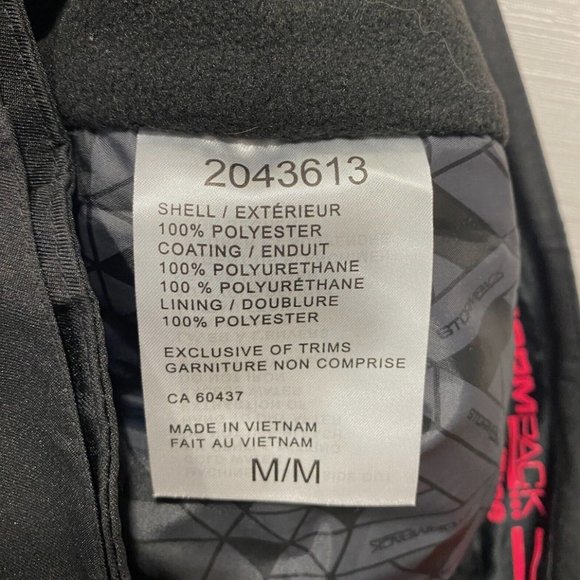 2043613
SHELL / EXTÉRIEUR
100% POLYESTER
COATING / ENDUIT
100% POLYURETHANE
100 % POLYURÉTHANE
LINING / DOUBLURE
100% POLYESTER
EXCLUSIVE OF TRIMS
GARNITURE NON COMPRISE
CA 60437
MADE IN VIETNAM
FAIT AU VIETNAM
M/M